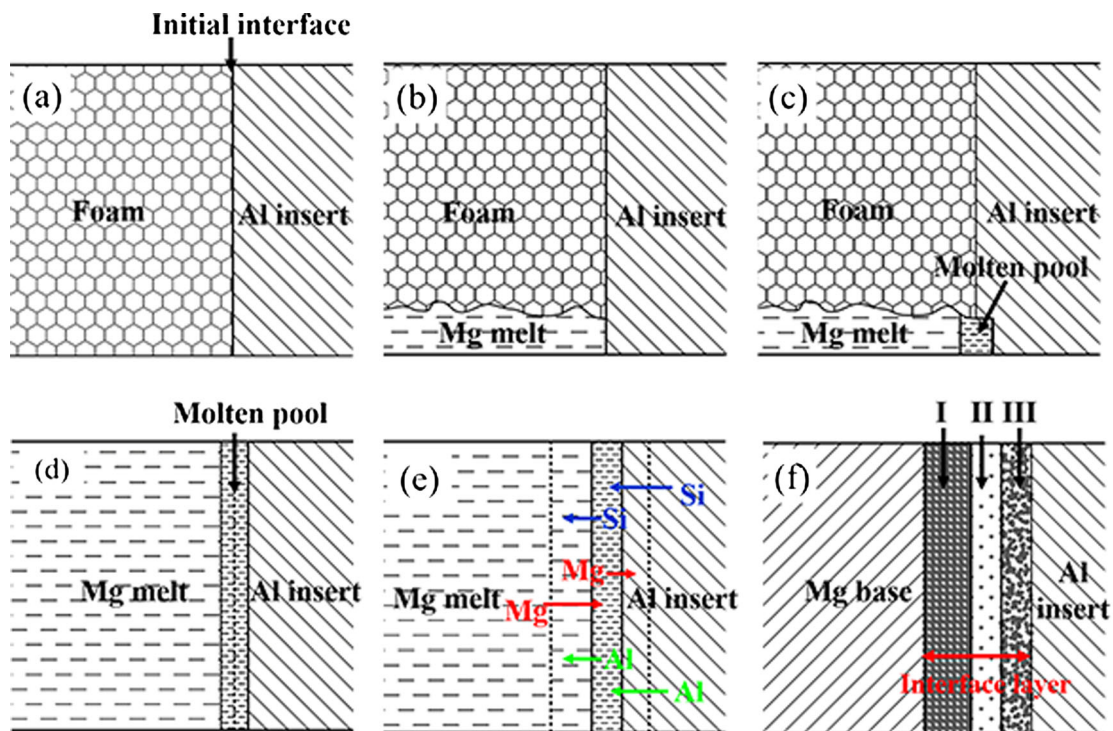 Initial interface
(a)
Foam
Al insert
(b)
Foam
Al insert
Mg melt
(c)
Foam
Al insert
Molten pool
Mg melt
Molten pool
(d)
Mg melt
Al insert
(e)
Si
Si
Mg
Mg melt
Al insert
Mg
Al
Al
I II III
(f)
Mg base
Al
insert
Interface layer